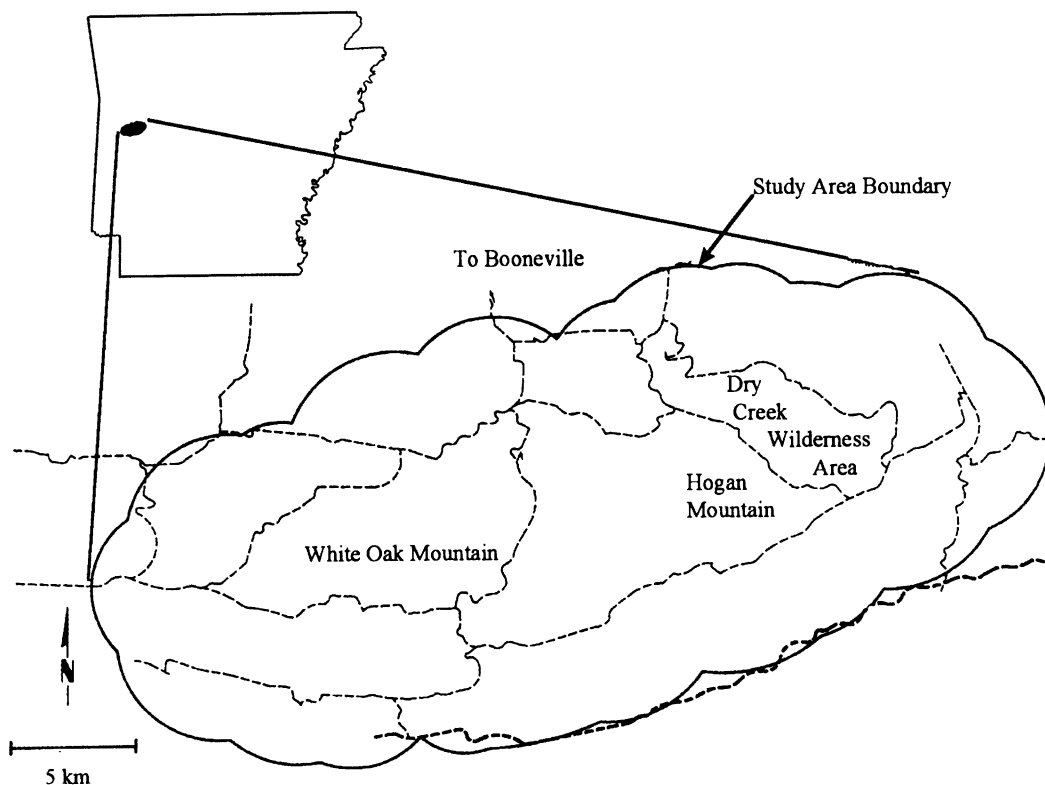 Study Area Boundary
To Booneville
Dry
Creek
Wilderness
Area
Hogan
Mountain
White Oak Mountain
N
5 km